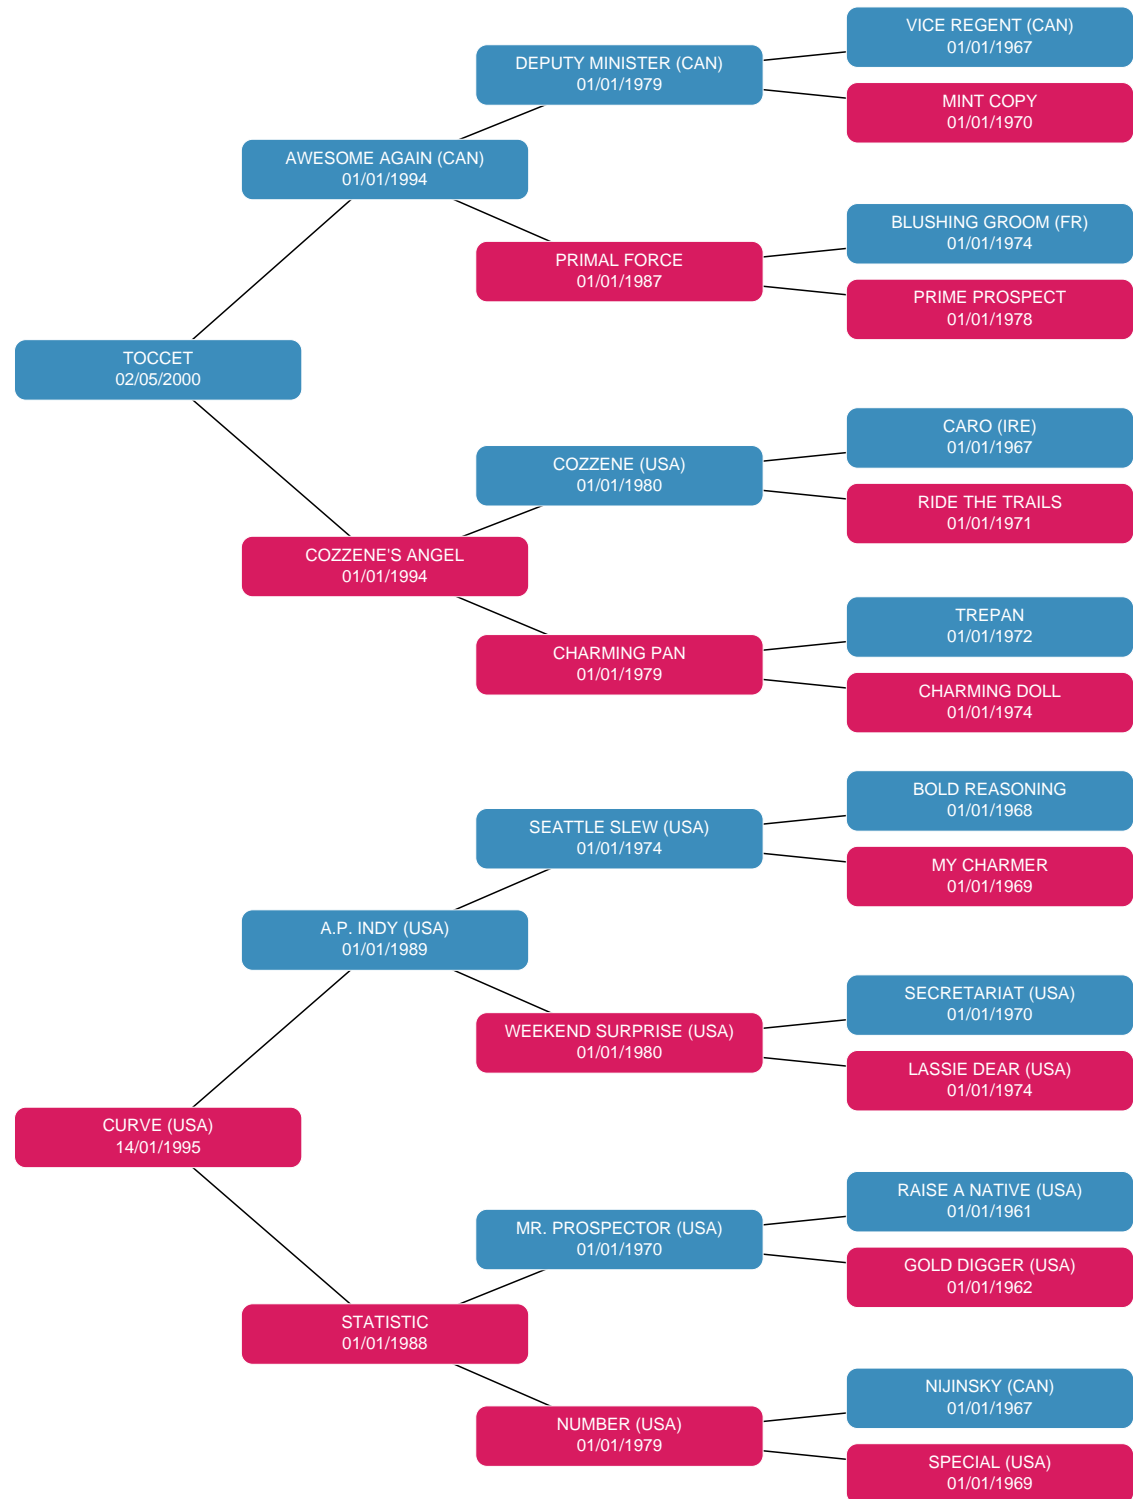 VICE REGENT (CAN)
01/01/1967
DEPUTY MINISTER (CAN)
01/01/1979
MINT COPY
01/01/1970
AWESOME AGAIN (CAN)
01/01/1994
BLUSHING GROOM (FR)
01/01/1974
PRIMAL FORCE
01/01/1987
PRIME PROSPECT
01/01/1978
TOCCET
02/05/2000
CARO (IRE)
01/01/1967
COZZENE (USA)
01/01/1980
RIDE THE TRAILS
01/01/1971
COZZENE'S ANGEL
01/01/1994
TREPAN
01/01/1972
CHARMING PAN
01/01/1979
CHARMING DOLL
01/01/1974
BOLD REASONING
01/01/1968
SEATTLE SLEW (USA)
01/01/1974
MY CHARMER
01/01/1969
A.P. INDY (USA)
01/01/1989
SECRETARIAT (USA)
01/01/1970
WEEKEND SURPRISE (USA)
01/01/1980
LASSIE DEAR (USA)
01/01/1974
CURVE (USA)
14/01/1995
RAISE A NATIVE (USA)
01/01/1961
MR. PROSPECTOR (USA)
01/01/1970
GOLD DIGGER (USA)
01/01/1962
STATISTIC
01/01/1988
NIJINSKY (CAN)
01/01/1967
NUMBER (USA)
01/01/1979
SPECIAL (USA)
01/01/1969